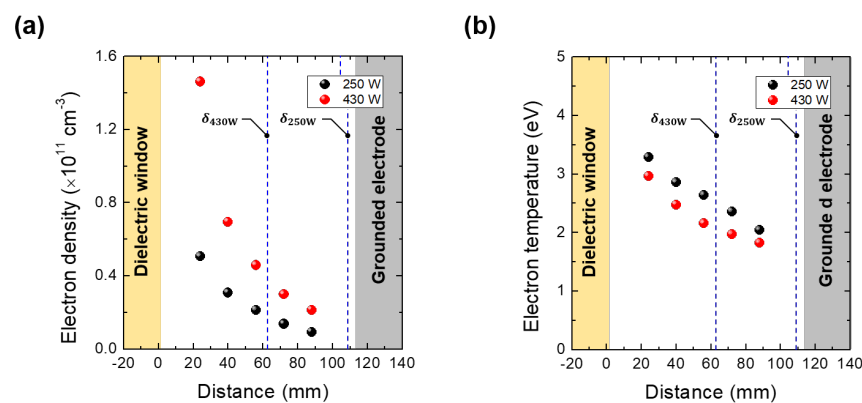 (a)
1.6
1.2
0.8
0.4
0.0
Electron density (×10¹¹ cm⁻³)
Dielectric window
250 W
430 W
δ430W
δ250W
Grounded electrode
-20 0 20 40 60 80 100 120 140
Distance (mm)
(b)
5
4
3
2
1
0
Electron temperature (eV)
Dielectric window
250 W
430 W
δ430W
δ250W
Grounde d electrode
-20 0 20 40 60 80 100 120 140
Distance (mm)